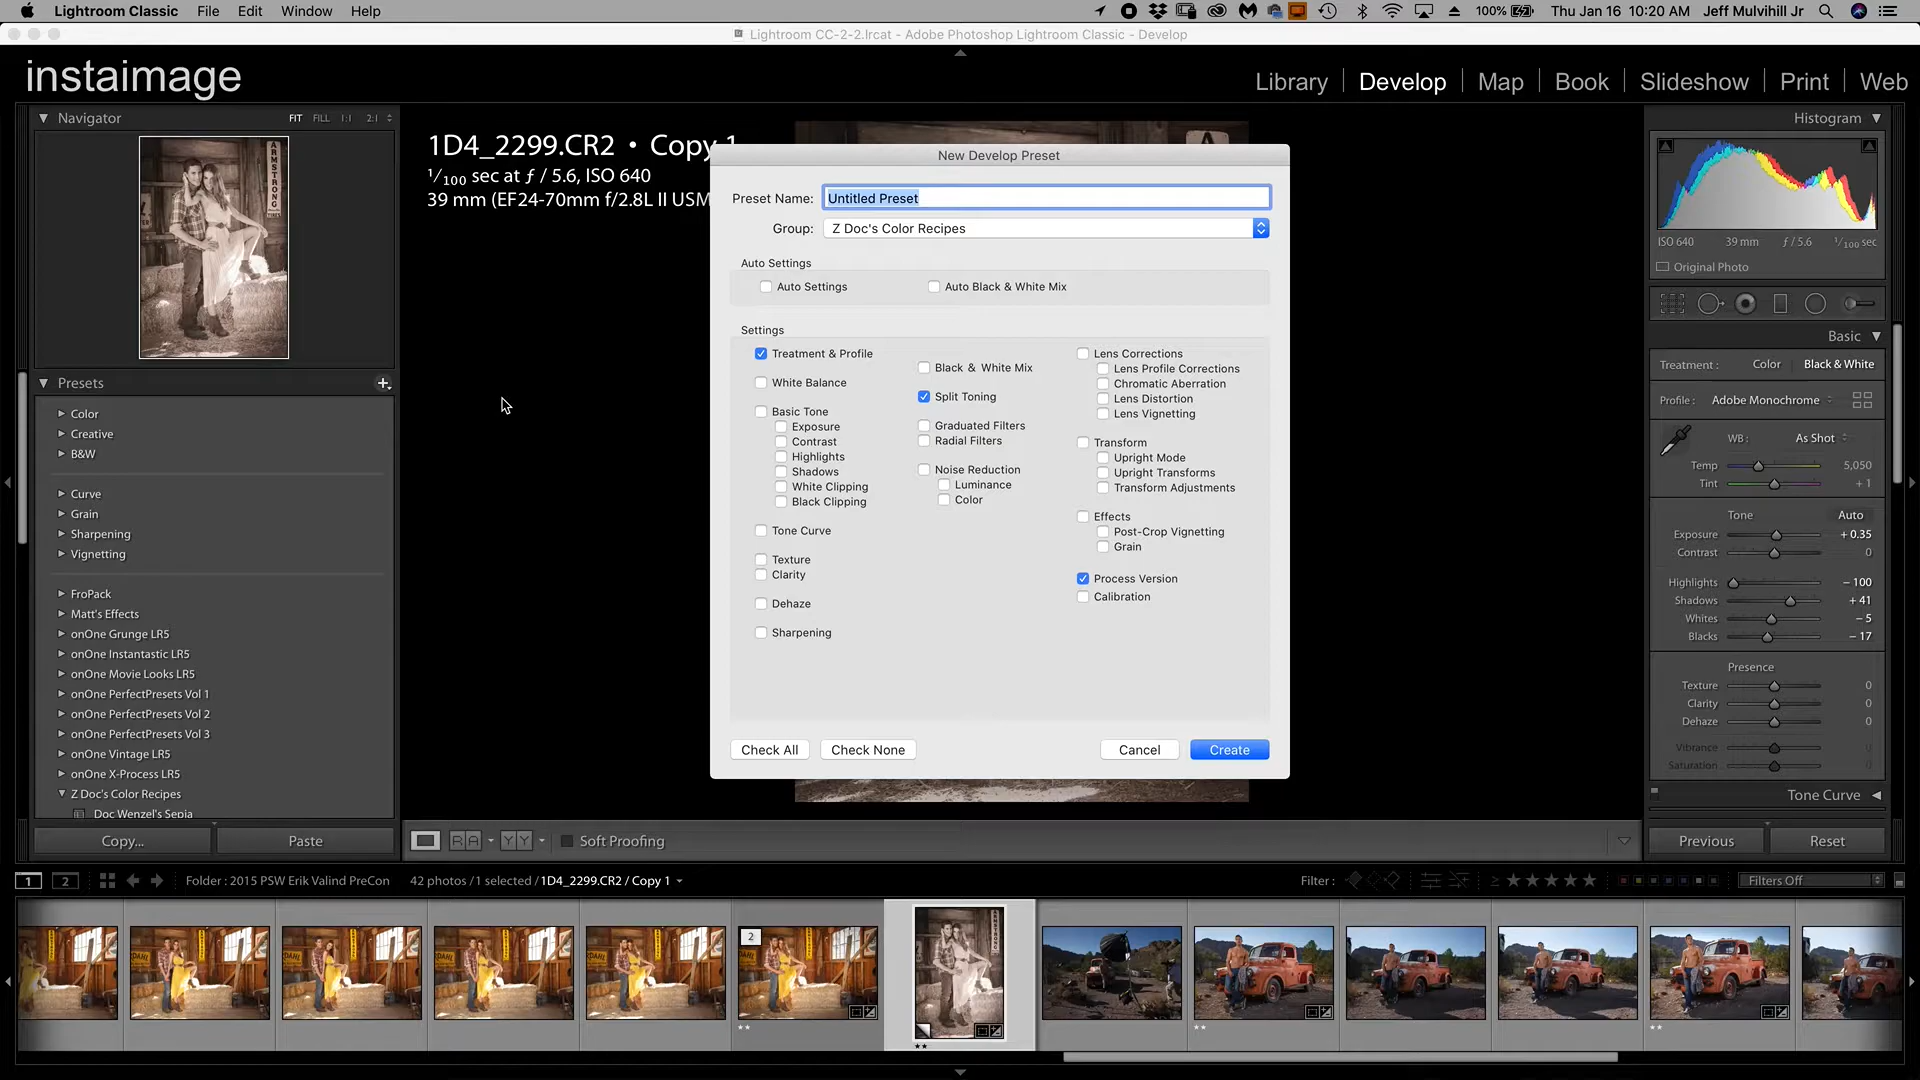 Lightroom Classic File Edit Window Help
100% Thu Jan 16 10:20 AM Jeff Mulvihill Jr
Lightroom CC-2-2.lrcat - Adobe Photoshop Lightroom Classic - Develop
instaimage
Library Develop Map Book Slideshow Print Web
Navigator FIT FILL 1:1 2:1
ARMSTRONG
Presets +
Color
Creative
B&W
Curve
Grain
Sharpening
Vignetting
FroPack
Matt's Effects
onOne Grunge LR5
onOne Instantastic LR5
onOne Movie Looks LR5
onOne PerfectPresets Vol 1
onOne PerfectPresets Vol 2
onOne PerfectPresets Vol 3
onOne Vintage LR5
onOne X-Process LR5
Z Doc's Color Recipes
Doc Wenzel's Sepia
Copy... Paste
1D4_2299.CR2 • Copy 1
1/100 sec at ƒ / 5.6, ISO 640
39 mm (EF24-70mm f/2.8L II USM
New Develop Preset
Preset Name: Untitled Preset
Group: Z Doc's Color Recipes
Auto Settings
Auto Settings Auto Black & White Mix
Settings
Treatment & Profile
White Balance
Basic Tone
Exposure
Contrast
Highlights
Shadows
White Clipping
Black Clipping
Tone Curve
Texture
Clarity
Dehaze
Sharpening
Black & White Mix
Split Toning
Graduated Filters
Radial Filters
Noise Reduction
Luminance
Color
Lens Corrections
Lens Profile Corrections
Chromatic Aberration
Lens Distortion
Lens Vignetting
Transform
Upright Mode
Upright Transforms
Transform Adjustments
Effects
Post-Crop Vignetting
Grain
Process Version
Calibration
Check All Check None Cancel Create
Histogram
ISO 640 39 mm ƒ / 5.6 1/100 sec
Original Photo
Basic
Treatment : Color Black & White
Profile : Adobe Monochrome
WB : As Shot
Temp 5,050
Tint + 1
Tone Auto
Exposure + 0.35
Contrast 0
Highlights – 100
Shadows + 41
Whites – 5
Blacks – 17
Presence
Texture 0
Clarity 0
Dehaze 0
Vibrance
Saturation
Tone Curve
Previous Reset
R A Y Y Soft Proofing
1 2 Folder : 2015 PSW Erik Valind PreCon 42 photos / 1 selected / 1D4_2299.CR2 / Copy 1 Filter : ≥ Filters Off
2